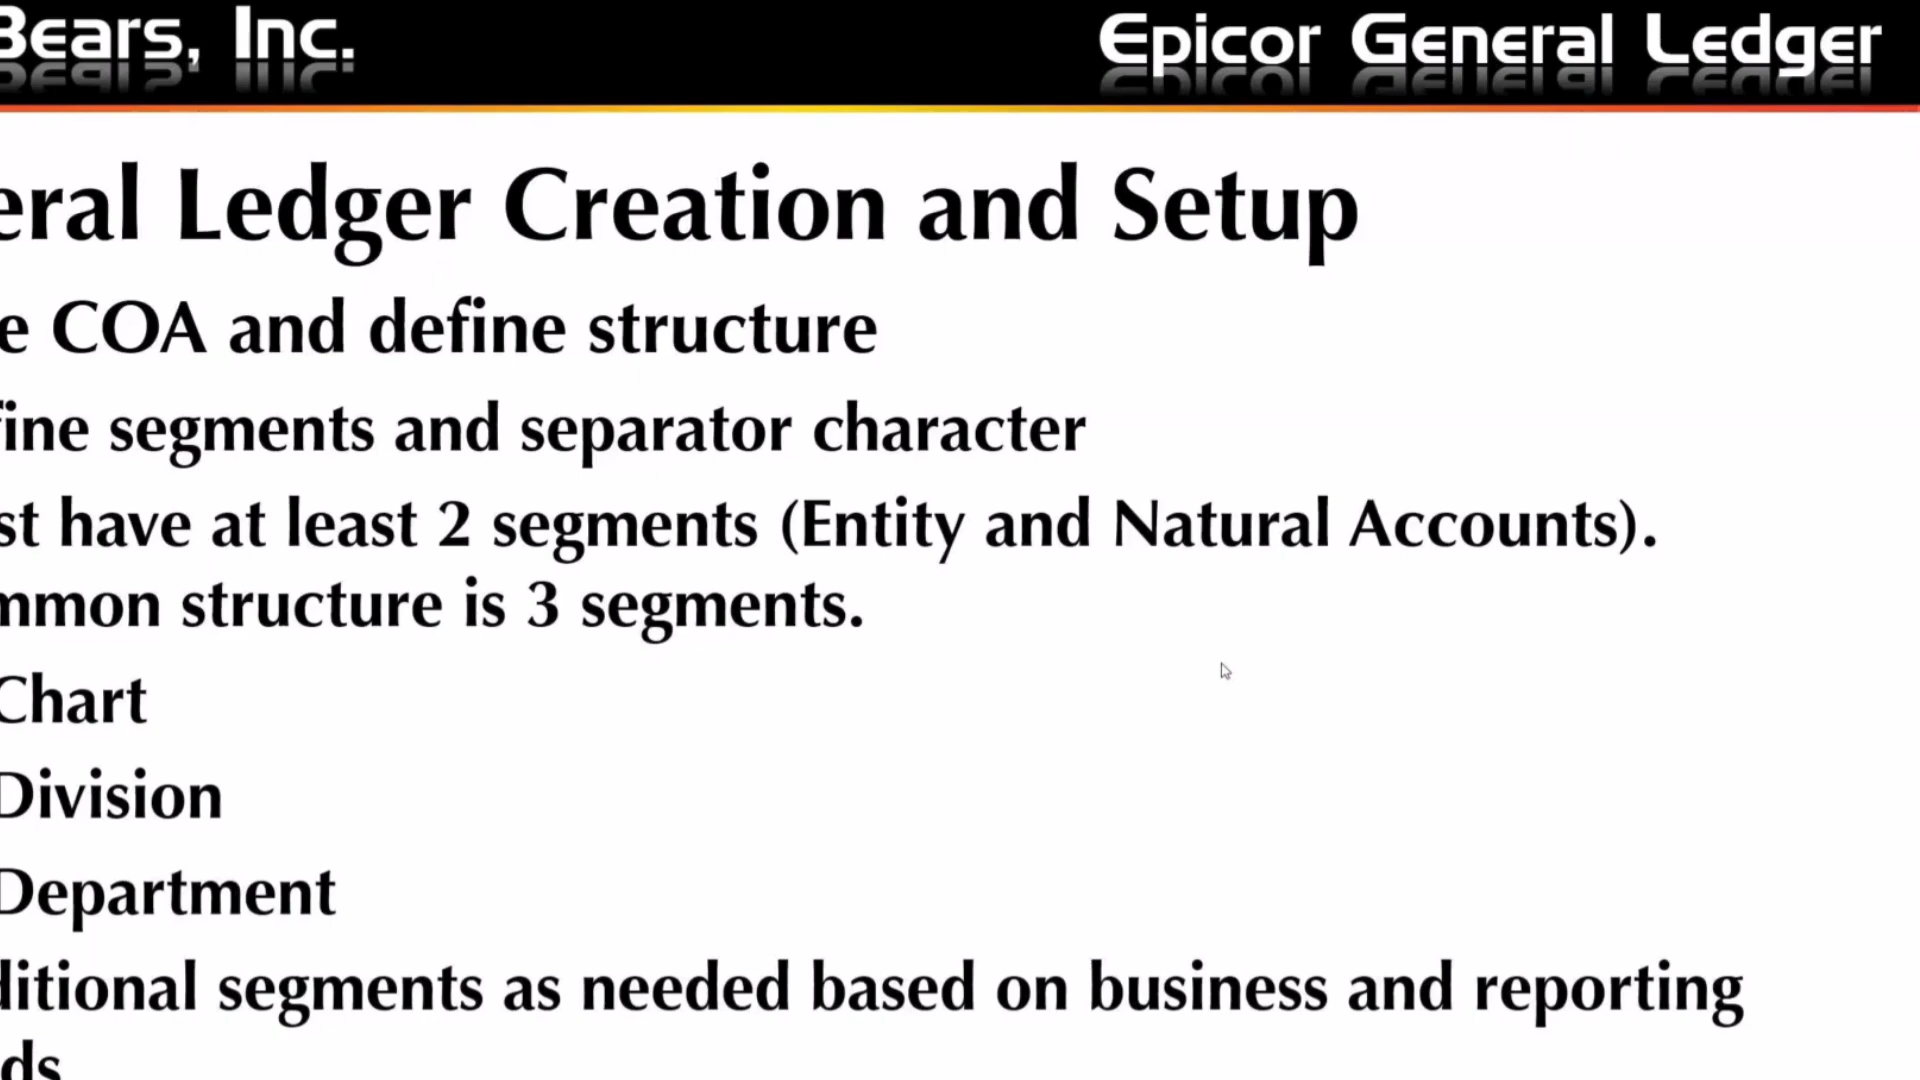 Bears, Inc. Epicor General Ledger
eral Ledger Creation and Setup
e COA and define structure
fine segments and separator character
st have at least 2 segments (Entity and Natural Accounts).
mmon structure is 3 segments.
Chart
Division
Department
ditional segments as needed based on business and reporting
ds